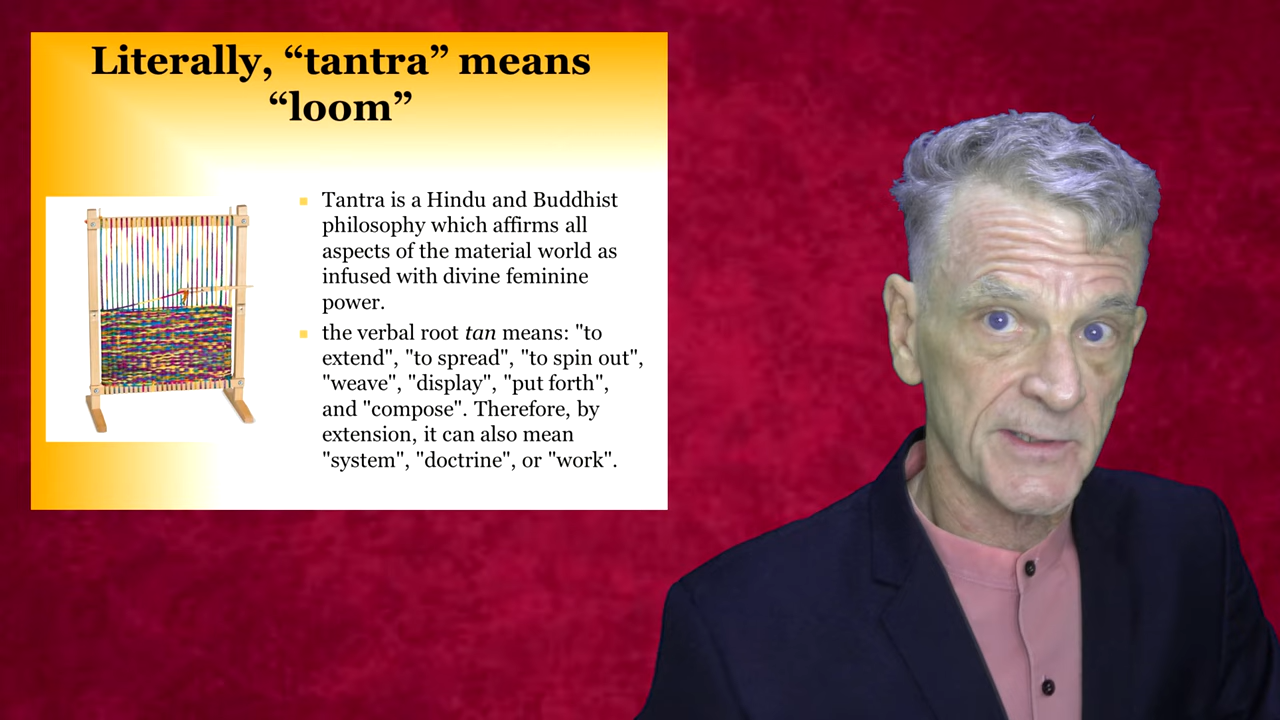 Literally, “tantra” means
“loom”
Tantra is a Hindu and Buddhist
philosophy which affirms all
aspects of the material world as
infused with divine feminine
power.
the verbal root tan means: "to
extend", "to spread", "to spin out",
"weave", "display", "put forth",
and "compose". Therefore, by
extension, it can also mean
"system", "doctrine", or "work".